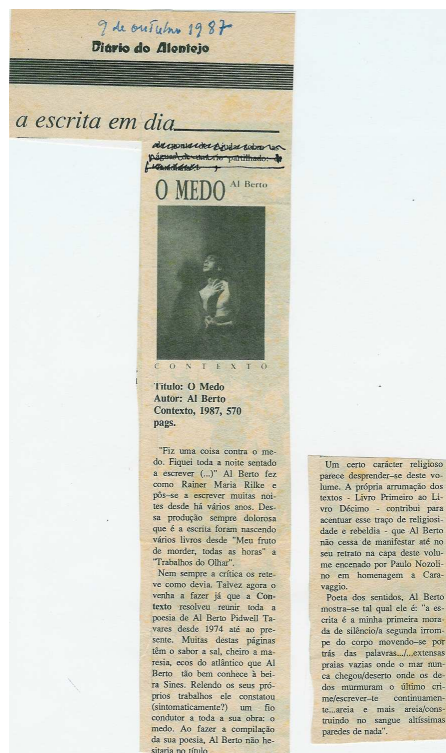 9 de outubro 1987
Diário do Alentejo
a escrita em dia
partilhado:
O MEDO Al Berto
CONTEXTO
Título: O Medo
Autor: Al Berto
Contexto, 1987, 570
pags.
"Fiz uma coisa contra o me-
do. Fiquei toda a noite sentado
a escrever (...)" Al Berto fez
como Rainer Maria Rilke e
pôs-se a escrever muitas noi-
tes desde há vários anos. Des-
sa produção sempre dolorosa
que é a escrita foram nascendo
vários livros desde "Meu fruto
de morder, todas as horas" a
"Trabalhos do Olhar".
Nem sempre a crítica os rete-
ve como devia. Talvez agora o
venha a fazer já que a Con-
texto resolveu reunir toda a
poesia de Al Berto Pidwell Ta-
vares desde 1974 até ao pre-
sente. Muitas destas páginas
têm o sabor a sal, cheiro a ma-
resia, ecos do atlântico que Al
Berto tão bem conhece à bei-
ra Sines. Relendo os seus pró-
prios trabalhos ele constatou
(sintomaticamente?) um fio
condutor a toda a sua obra: o
medo. Ao fazer a compilação
da sua poesia, Al Berto não he-
sitaria no título.
Um certo carácter religioso
parece desprender-se deste vo-
lume. A própria arrumação dos
textos - Livro Primeiro ao Li-
vro Décimo - contribui para
acentuar esse traço de religiosi-
dade e rebeldia - que Al Berto
não cessa de manifestar até no
seu retrato na capa deste volu-
me encenado por Paulo Nozoli-
no em homenagem a Cara-
vaggio.
Poeta dos sentidos, Al Berto
mostra-se tal qual ele é: "a es-
crita é a minha primeira mora-
da de silêncio/a segunda irrom-
pe do corpo movendo-se por
trás das palavras.../...extensas
praias vazias onde o mar nun-
ca chegou/deserto onde os de-
dos murmuram o último cri-
me/escrever-te continuamen-
te...areia e mais areia/cons-
truindo no sangue altíssimas
paredes de nada".